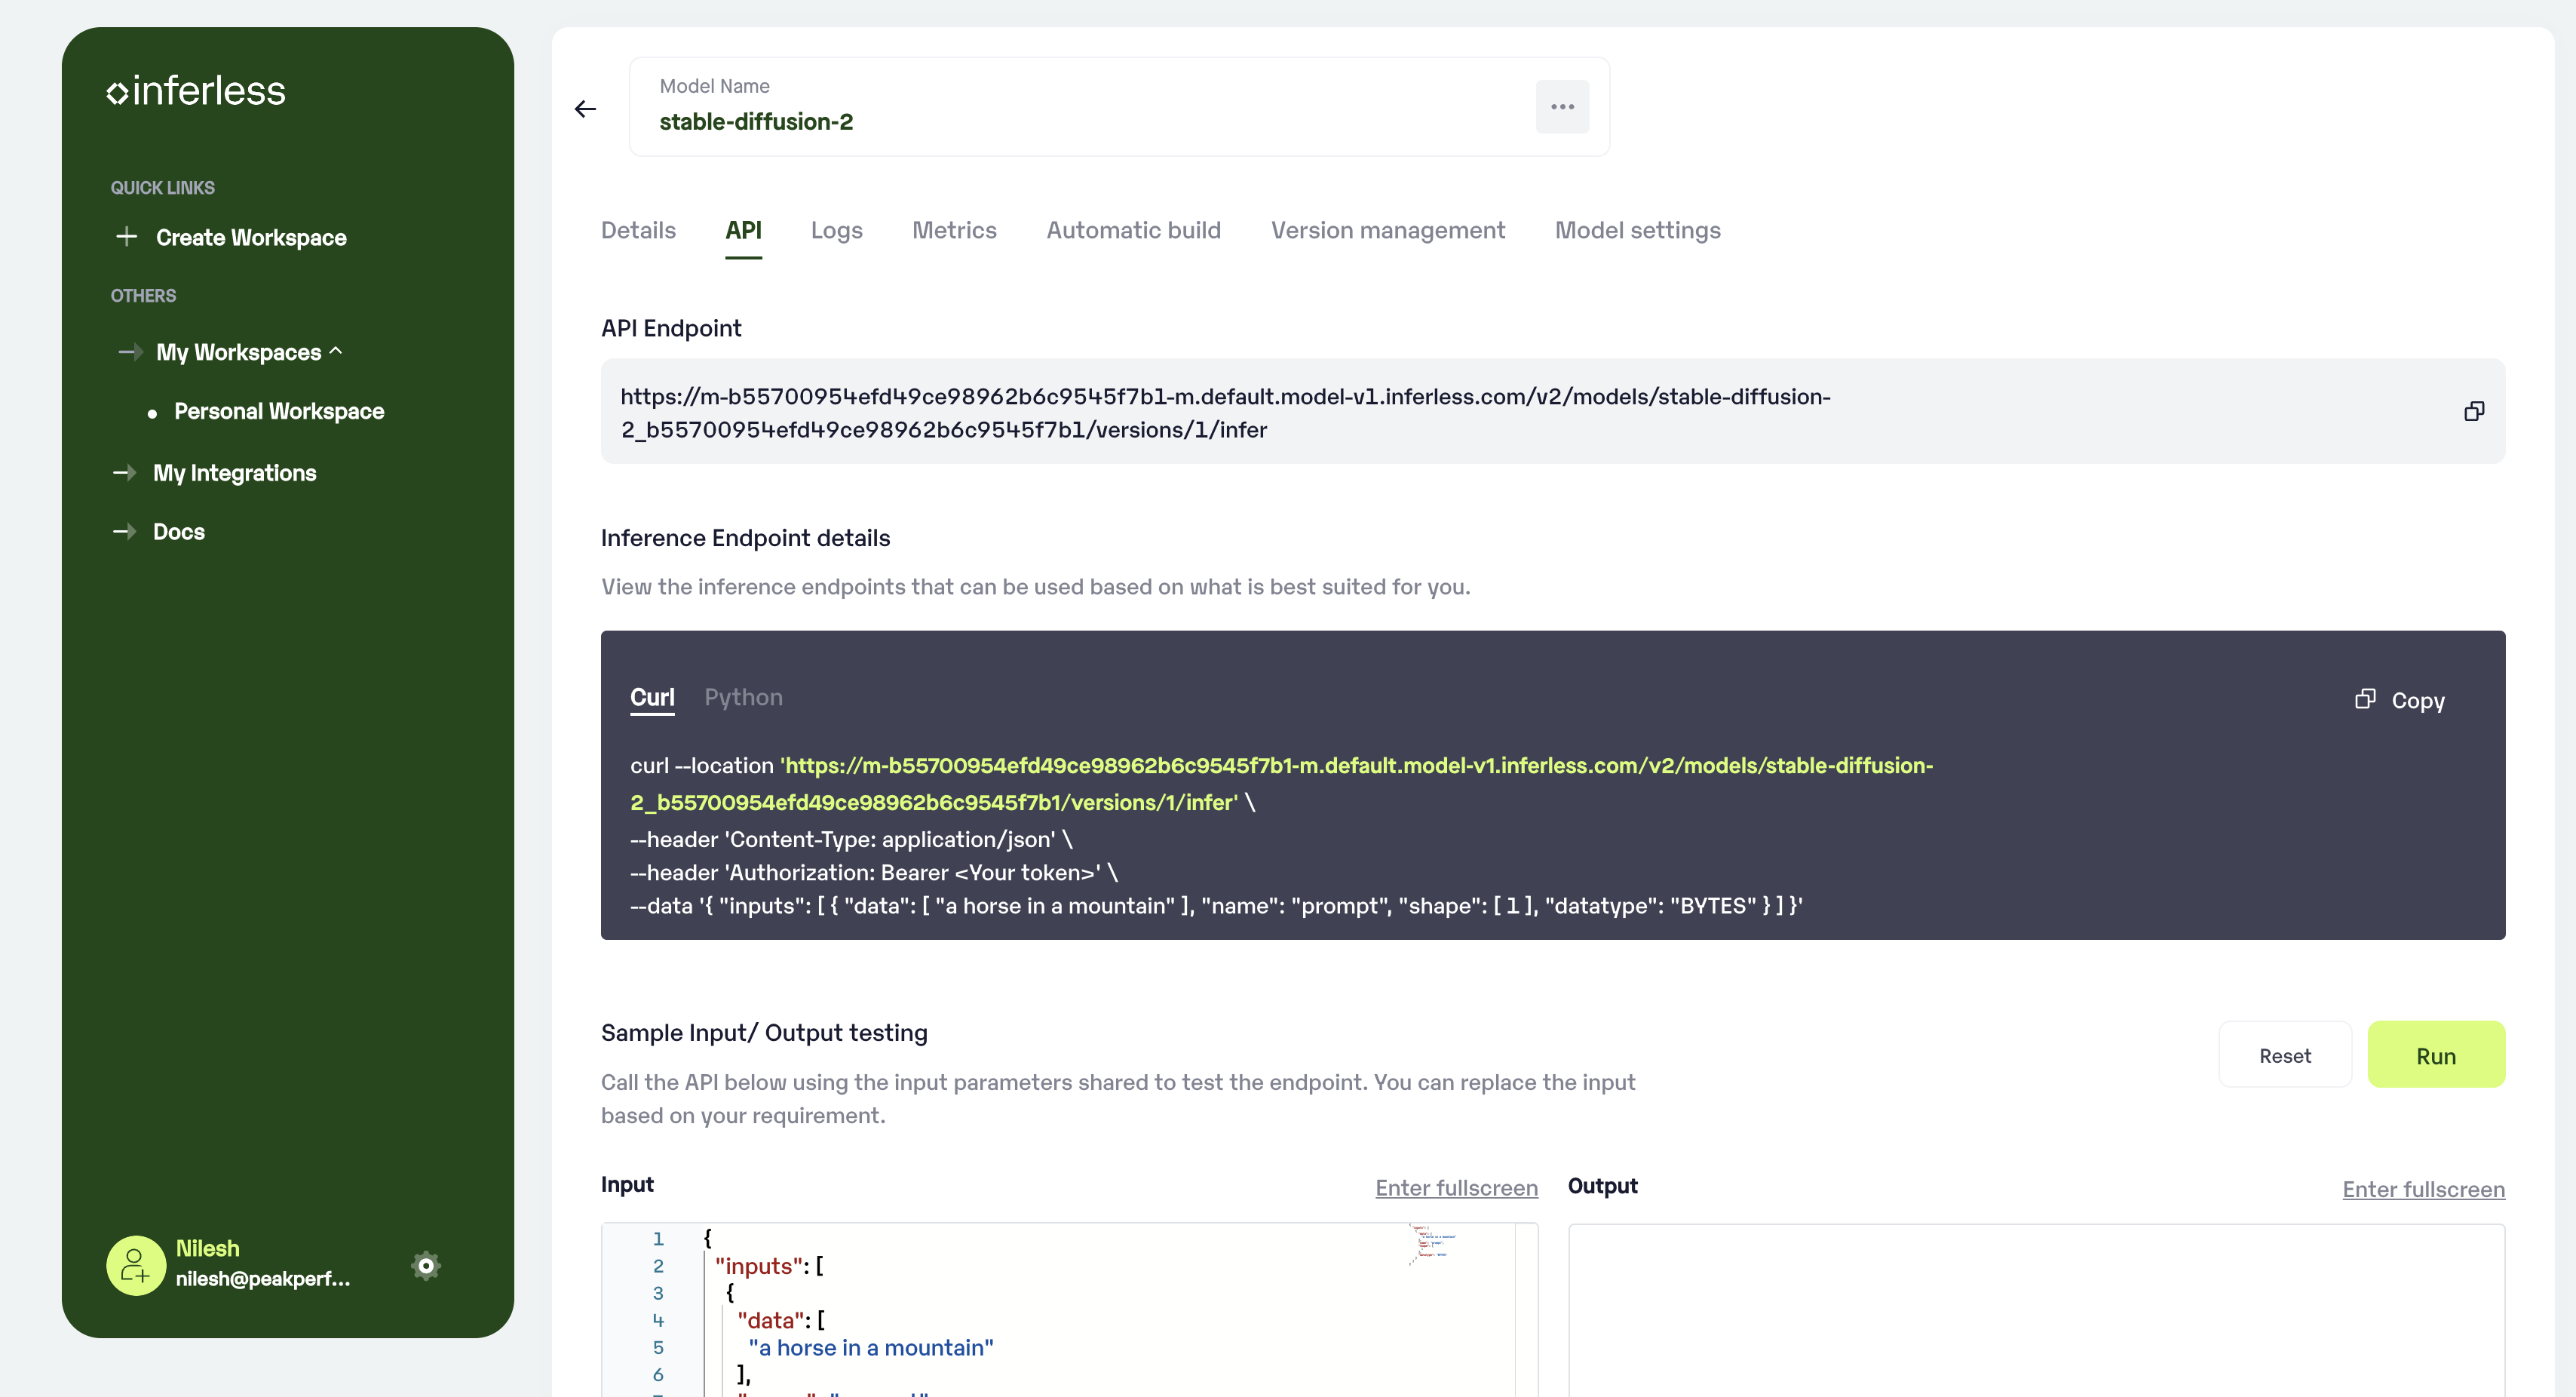 inferless
QUICK LINKS
Create Workspace
OTHERS
My Workspaces
Personal Workspace
My Integrations
Docs
Nilesh
nilesh@peakperf...
Model Name
stable-diffusion-2
Details API Logs Metrics Automatic build Version management Model settings
API Endpoint
https://m-b55700954efd49ce98962b6c9545f7b1-m.default.model-v1.inferless.com/v2/models/stable-diffusion-
2_b55700954efd49ce98962b6c9545f7b1/versions/1/infer
Inference Endpoint details
View the inference endpoints that can be used based on what is best suited for you.
Curl Python Copy
curl --location 'https://m-b55700954efd49ce98962b6c9545f7b1-m.default.model-v1.inferless.com/v2/models/stable-diffusion-
2_b55700954efd49ce98962b6c9545f7b1/versions/1/infer' \
--header 'Content-Type: application/json' \
--header 'Authorization: Bearer <Your token>' \
--data '{ "inputs": [ { "data": [ "a horse in a mountain" ], "name": "prompt", "shape": [ 1 ], "datatype": "BYTES" } ] }'
Sample Input/ Output testing
Reset Run
Call the API below using the input parameters shared to test the endpoint. You can replace the input
based on your requirement.
Input Enter fullscreen Output Enter fullscreen
1 {
2 "inputs": [
3 {
4 "data": [
5 "a horse in a mountain"
6 ],